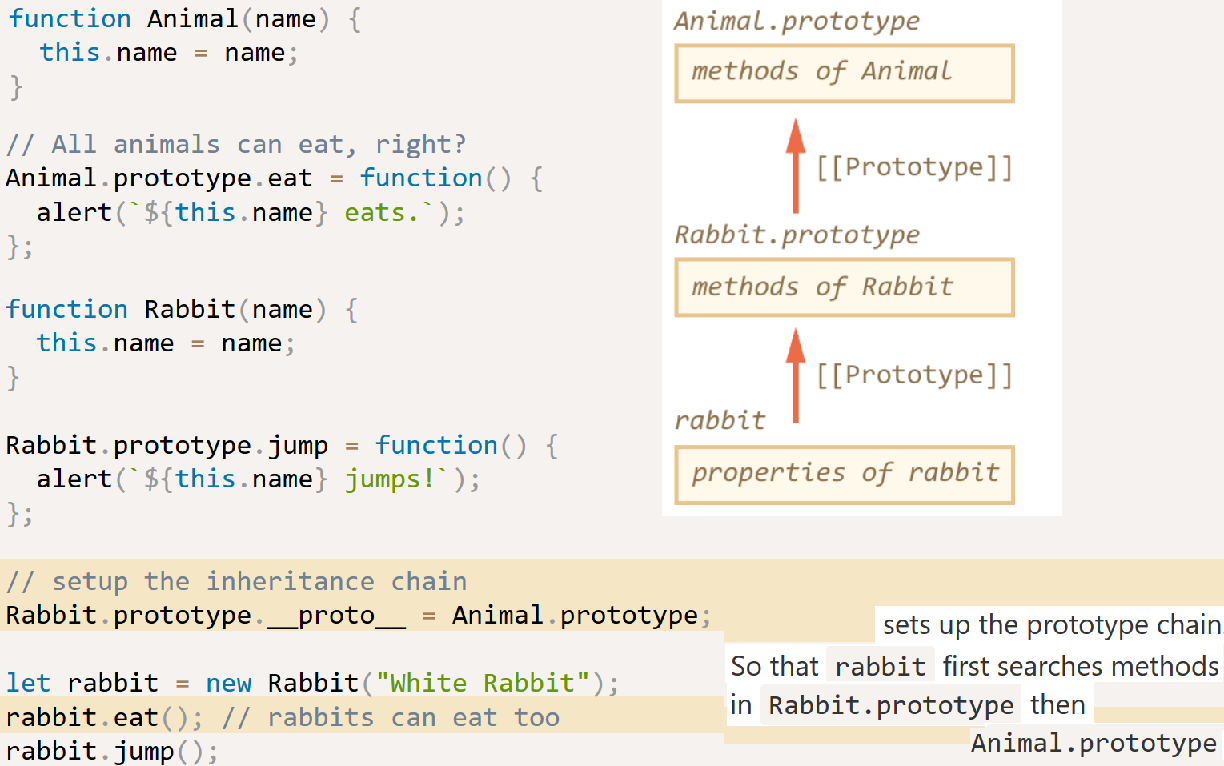 function Animal(name) {
  this.name = name;
}
// All animals can eat, right?
Animal.prototype.eat = function() {
  alert(`${this.name} eats.`);
};
function Rabbit(name) {
  this.name = name;
}
Rabbit.prototype.jump = function() {
  alert(`${this.name} jumps!`);
};
// setup the inheritance chain
Rabbit.prototype.__proto__ = Animal.prototype;
let rabbit = new Rabbit("White Rabbit");
rabbit.eat(); // rabbits can eat too
rabbit.jump();
Animal.prototype
methods of Animal
[[Prototype]]
Rabbit.prototype
methods of Rabbit
[[Prototype]]
rabbit
properties of rabbit
sets up the prototype chain
So that rabbit first searches methods
in Rabbit.prototype then
Animal.prototype